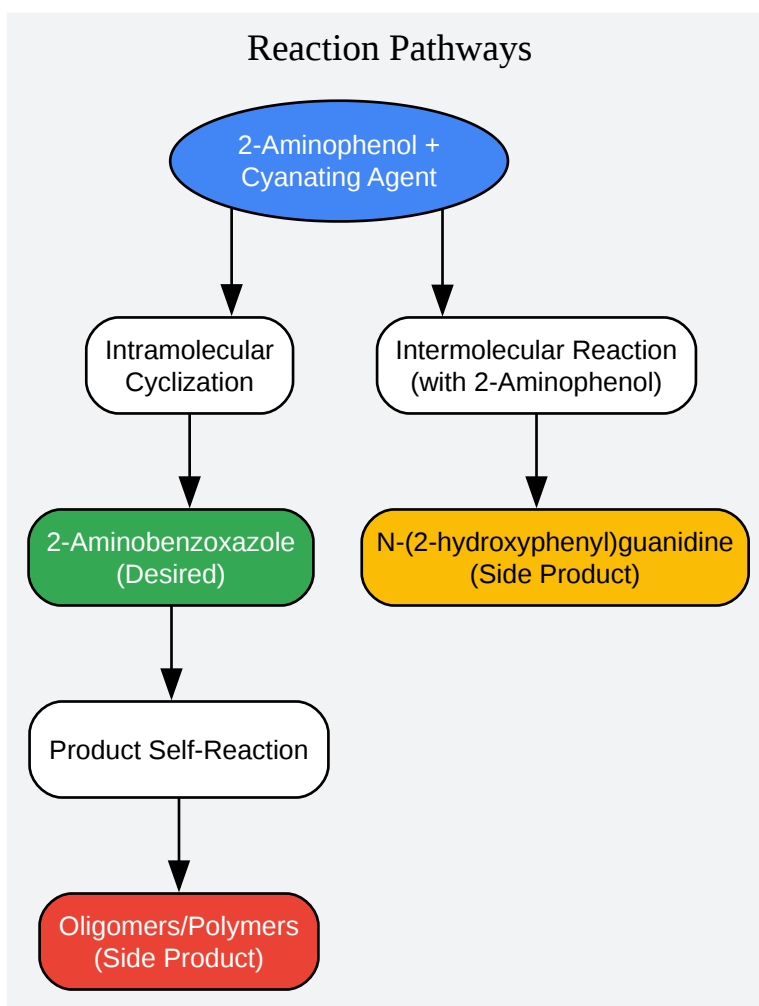 Reaction Pathways
2-Aminophenol +
Cyanating Agent
Intramolecular
Cyclization
Intermolecular Reaction
(with 2-Aminophenol)
2-Aminobenzoxazole
(Desired)
N-(2-hydroxyphenyl)guanidine
(Side Product)
Product Self-Reaction
Oligomers/Polymers
(Side Product)